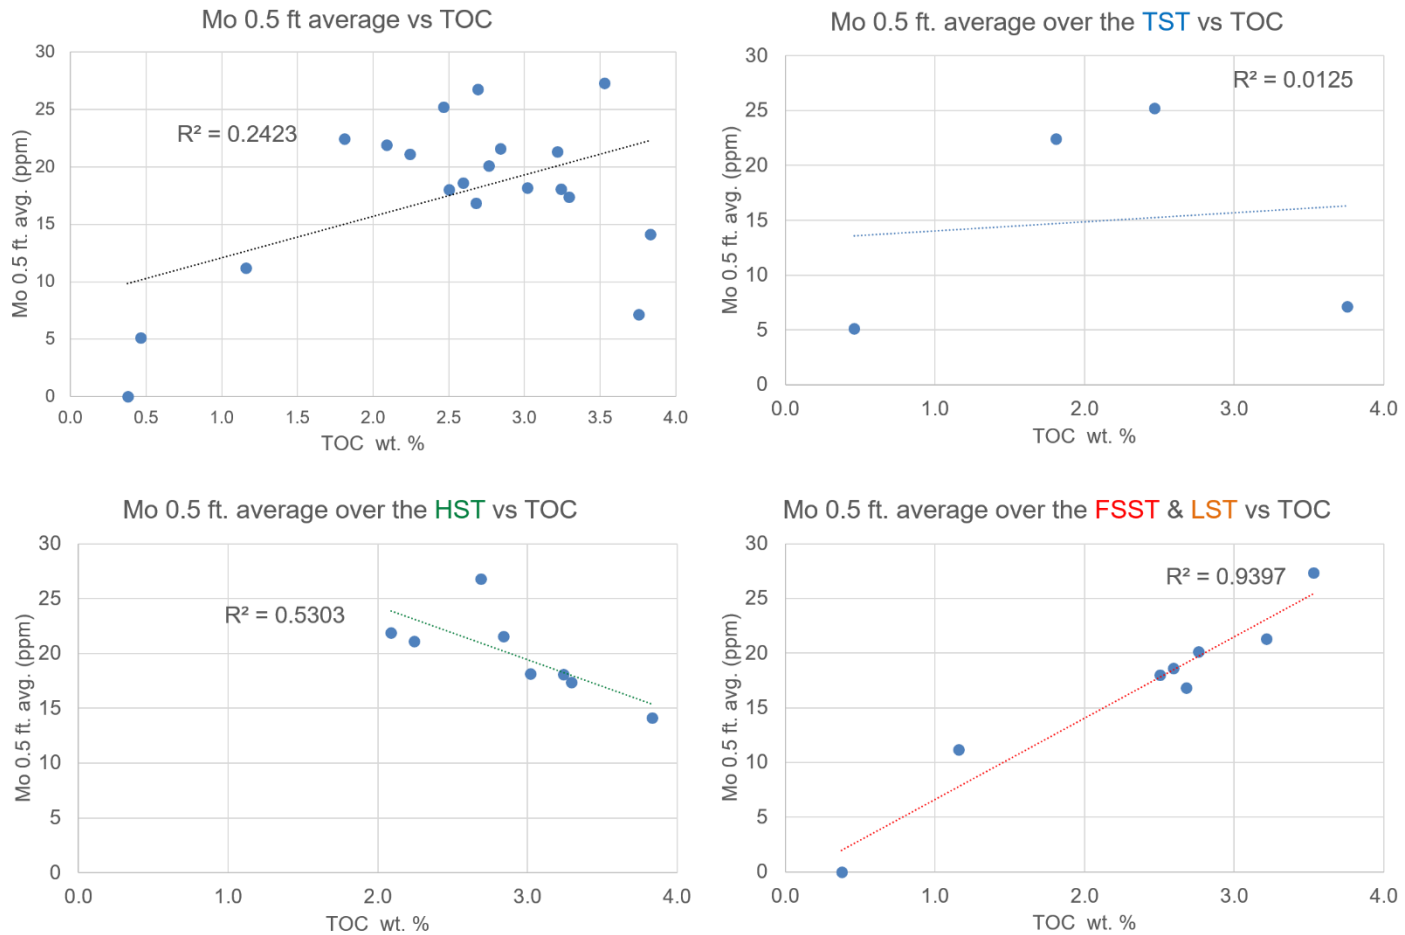 Mo 0.5 ft average vs TOC
30
25
20
15
10
5
0
Mo 0.5 ft. avg. (ppm)
R² = 0.2423
0.0 0.5 1.0 1.5 2.0 2.5 3.0 3.5 4.0
TOC wt. %
Mo 0.5 ft. average over the TST vs TOC
30
25
20
15
10
5
0
Mo 0.5 ft. avg. (ppm)
R² = 0.0125
0.0 1.0 2.0 3.0 4.0
TOC wt. %
Mo 0.5 ft. average over the HST vs TOC
30
25
20
15
10
5
0
Mo 0.5 ft. avg. (ppm)
R² = 0.5303
0.0 1.0 2.0 3.0 4.0
TOC wt. %
Mo 0.5 ft. average over the FSST & LST vs TOC
30
25
20
15
10
5
0
Mo 0.5 ft. avg. (ppm)
R² = 0.9397
0.0 1.0 2.0 3.0 4.0
TOC wt. %